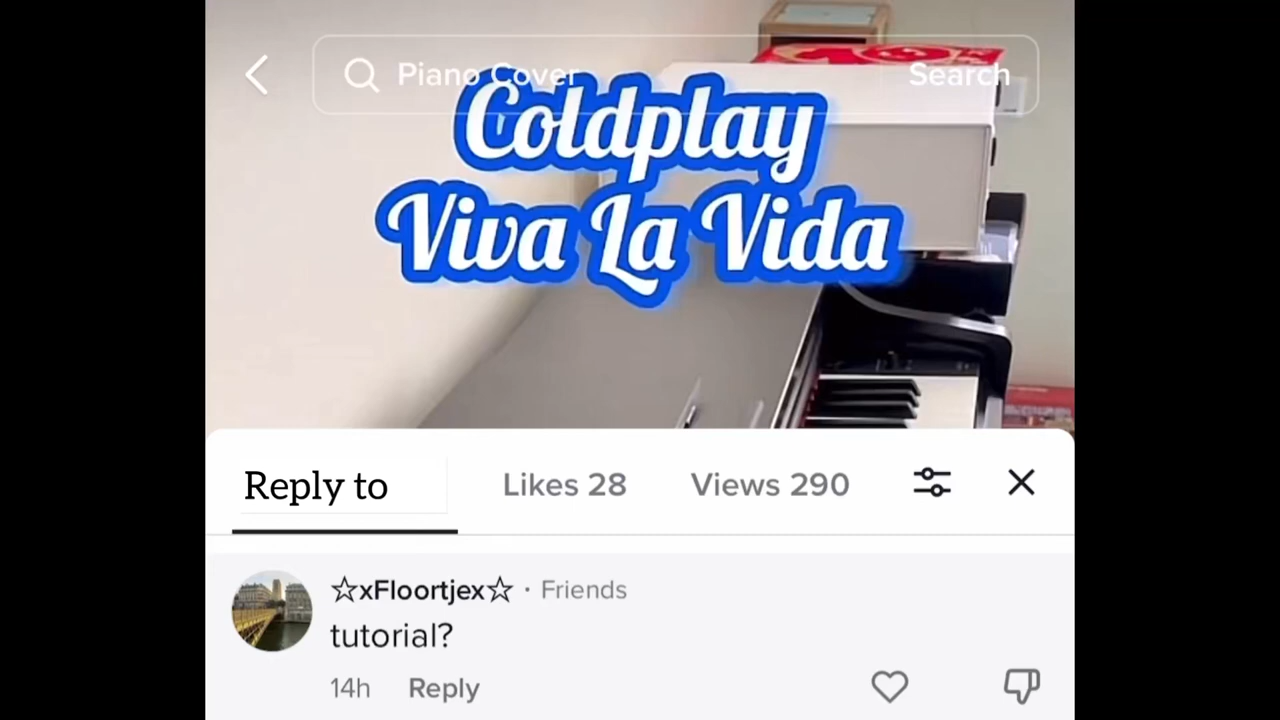 Piano Cover
Search
Coldplay
Viva La Vida
Reply to
Likes 28
Views 290
☆xFloortjex☆ · Friends
tutorial?
14h
Reply